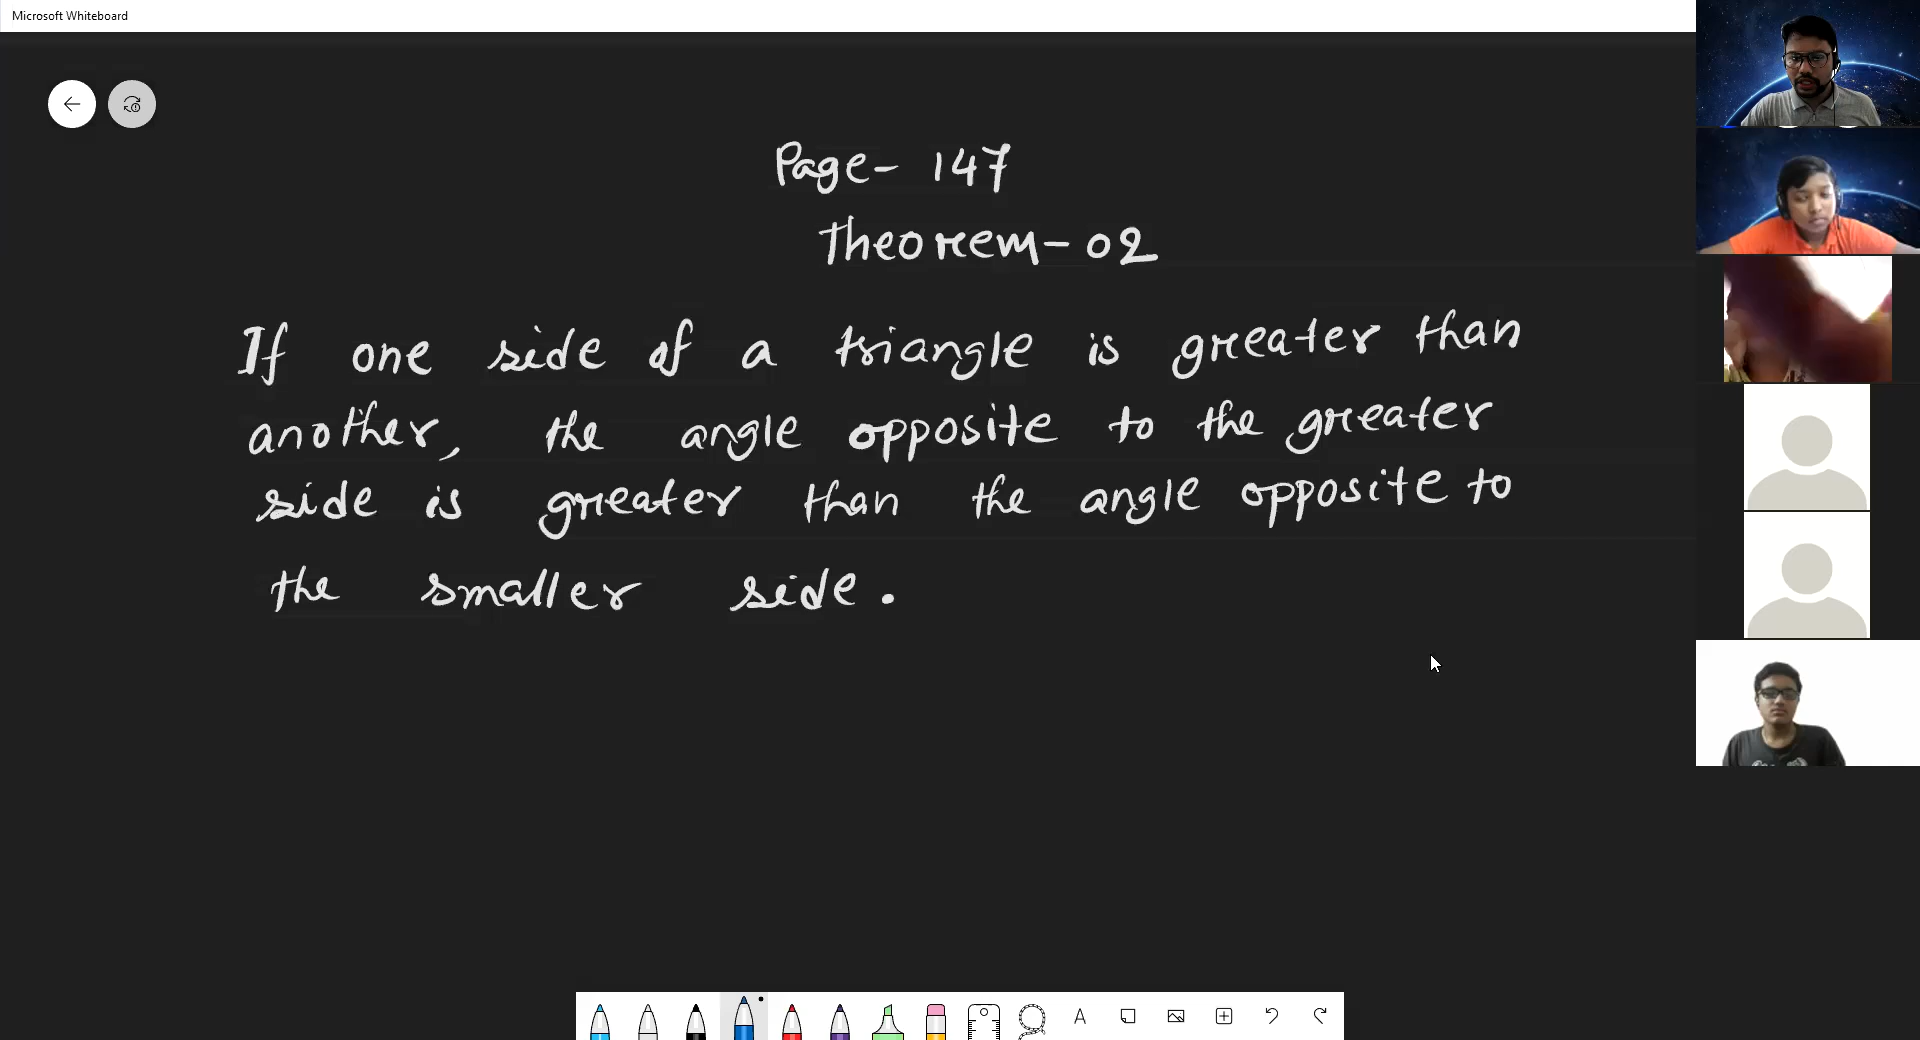 Microsoft Whiteboard
Page- 147
Theorem- 02
If one side of a triangle is greater than
another, the angle opposite to the greater
side is greater than the angle opposite to
the smaller side.
A